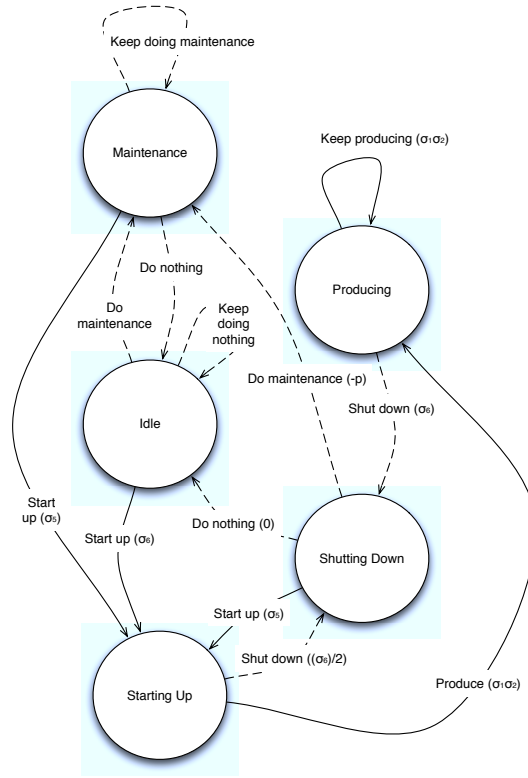 Keep doing maintenance
Maintenance
Keep producing (σ₁σ₂)
Do nothing
Producing
Do
maintenance
Keep
doing
nothing
Do maintenance (-p)
Shut down (σ₆)
Idle
Start
up (σ₅)
Start up (σ₆)
Do nothing (0)
Shutting Down
Start up (σ₅)
Shut down ((σ₆)/2)
Starting Up
Produce (σ₁σ₂)